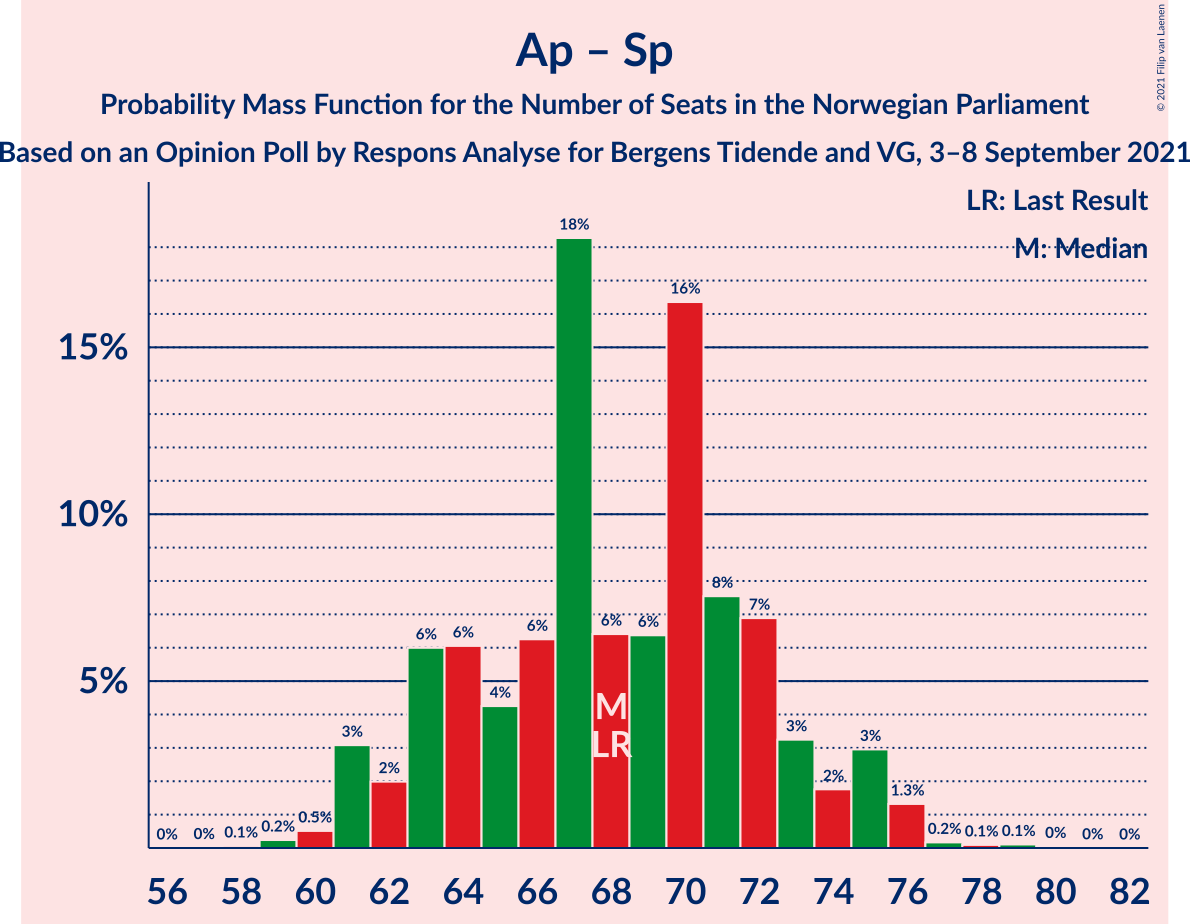 Ap – Sp
Probability Mass Function for the Number of Seats in the Norwegian Parliament
Based on an Opinion Poll by Respons Analyse for Bergens Tidende and VG, 3–8 September 2021
© 2021 Filip van Laenen
LR: Last Result
M: Median
15%
10%
5%
0% 0% 0.1% 0.2% 0.5% 3% 2% 6% 6% 4% 6% 18% 6% 6% 16% 8% 7% 3% 2% 3% 1.3% 0.2% 0.1% 0.1% 0% 0% 0%
M
LR
56 58 60 62 64 66 68 70 72 74 76 78 80 82